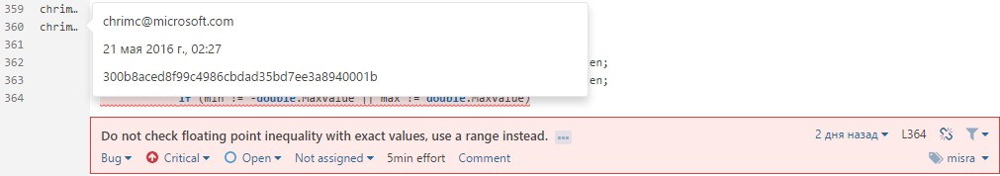 359 chrim…
chrimc@microsoft.com
360 chrim…
361
21 мая 2016 г., 02:27
362 en;
363 300b8aced8f99c4986cbdad35bd7ee3a8940001b en;
364 if (min != -double.MaxValue || max != double.MaxValue)
Do not check floating point inequality with exact values, use a range instead. ••• 2 дня назад L364
Bug Critical Open Not assigned 5min effort Comment misra